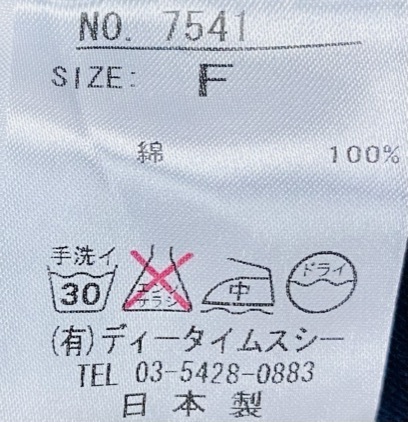 NO. 7541
SIZE: F
綿 100%
手洗イ
30
エンソ
サラシ
中
ドライ
(有)ディータイムスシー
TEL 03-5428-0883
日本製